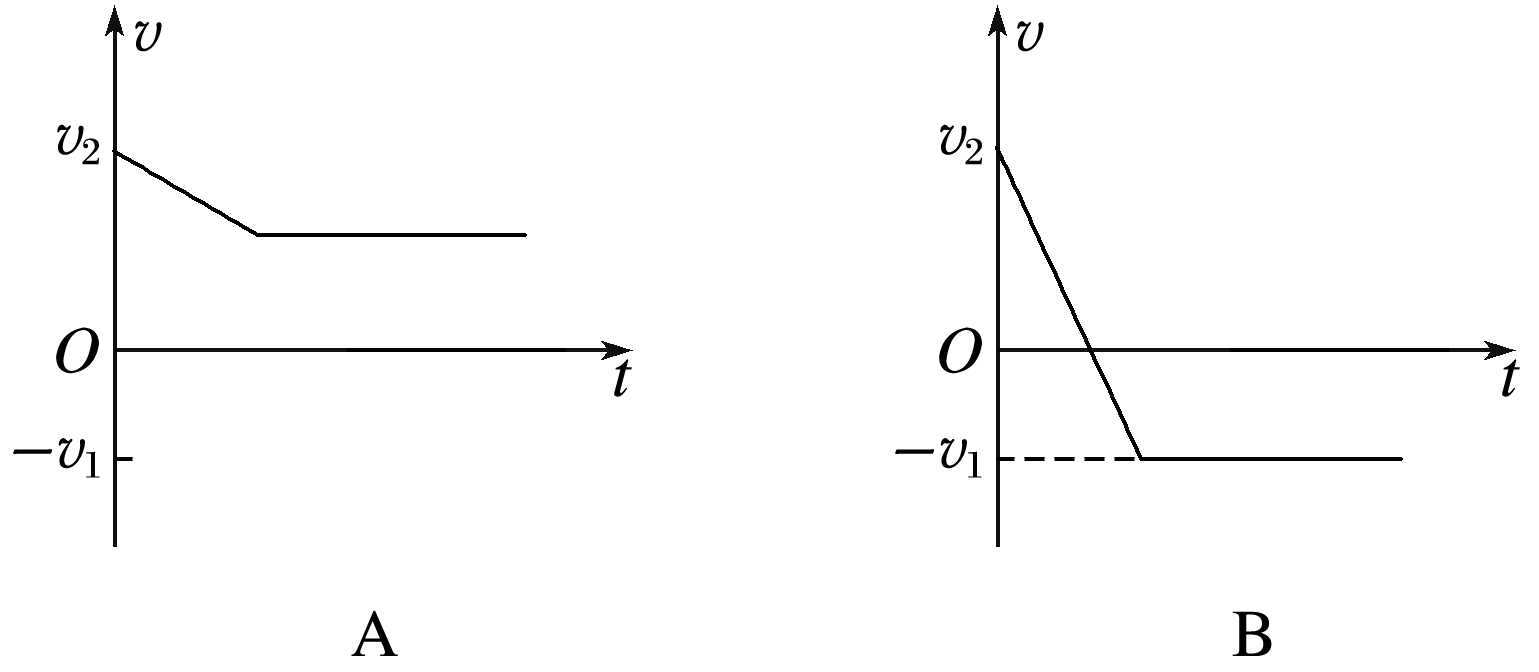 v v
v₂ v₂
O O
t t
−v₁ −v₁
A B